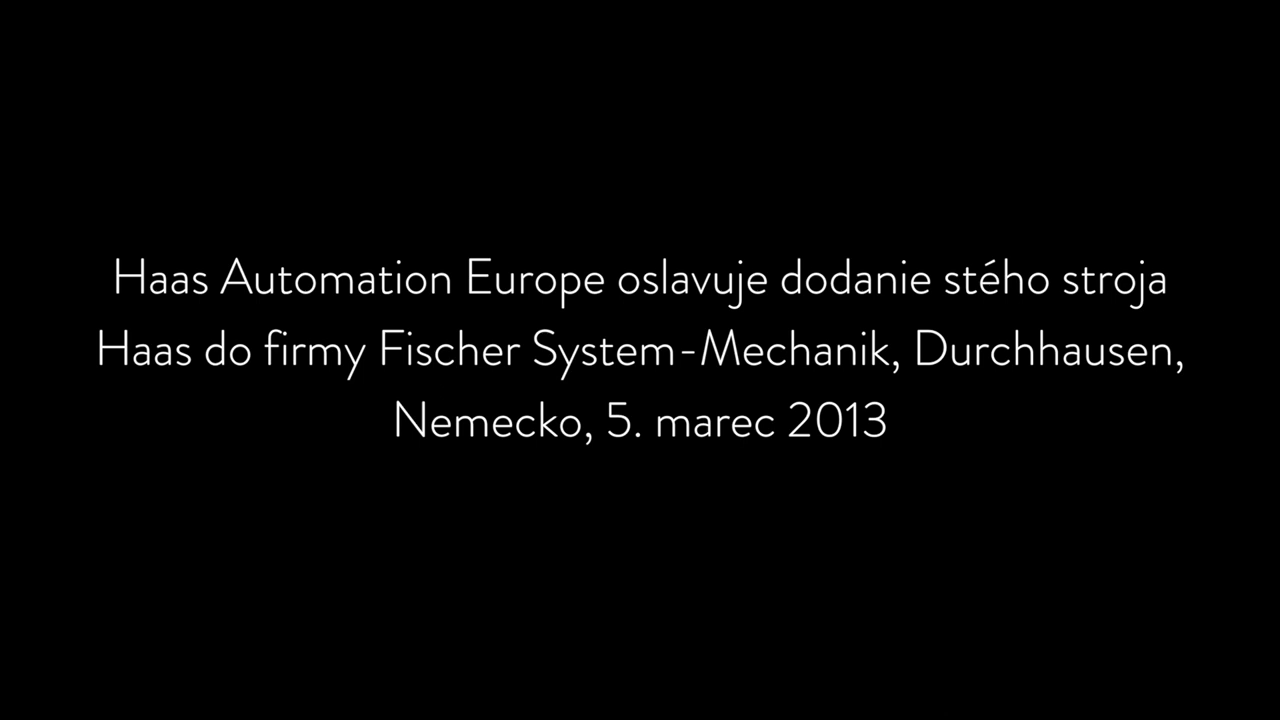 Haas Automation Europe oslavuje dodanie stého stroja
Haas do firmy Fischer System-Mechanik, Durchhausen,
Nemecko, 5. marec 2013